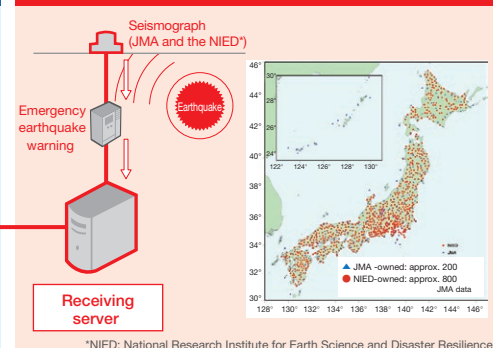 Seismograph
(JMA and the NIED*)
Emergency
earthquake
warning
Earthquake
Receiving
server
46°
44°
42°
40°
38°
36°
34°
32°
30°
30°
28°
26°
24°
122° 124° 126° 128° 130°
NIED
JMA
JMA -owned: approx. 200
NIED-owned: approx. 800
JMA data
128° 130° 132° 134° 136° 138° 140° 142° 144° 146°
*NIED: National Research Institute for Earth Science and Disaster Resilience